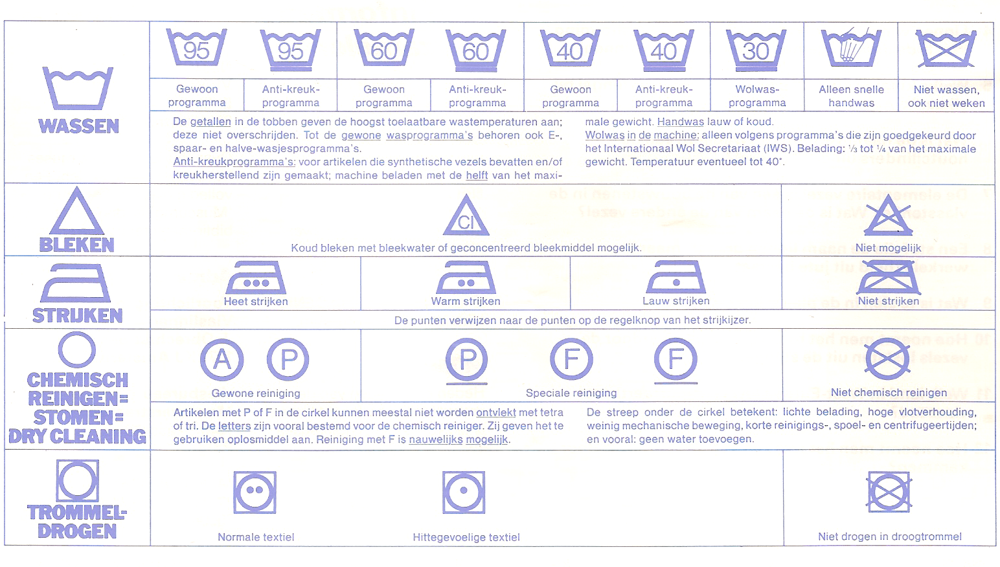 95 95 60 60 40 40 30
WASSEN
Gewoon programma
Anti-kreuk-programma
Gewoon programma
Anti-kreuk-programma
Gewoon programma
Anti-kreuk-programma
Wolwas-programma
Alleen snelle handwas
Niet wassen, ook niet weken
De getallen in de tobben geven de hoogst toelaatbare wastemperaturen aan;
deze niet overschrijden. Tot de gewone wasprogramma's behoren ook E-,
spaar- en halve-wasjesprogramma's.
Anti-kreukprogramma's: voor artikelen die synthetische vezels bevatten en/of
kreukherstellend zijn gemaakt; machine beladen met de helft van het maxi-
male gewicht. Handwas lauw of koud.
Wolwas in de machine: alleen volgens programma's die zijn goedgekeurd door
het Internationaal Wol Secretariaat (IWS). Belading: ⅓ tot ¼ van het maximale
gewicht. Temperatuur eventueel tot 40°.
BLEKEN
Cl
Koud bleken met bleekwater of geconcentreerd bleekmiddel mogelijk.
Niet mogelijk
STRIJKEN
Heet strijken
Warm strijken
Lauw strijken
Niet strijken
De punten verwijzen naar de punten op de regelknop van het strijkijzer.
CHEMISCH
REINIGEN=
STOMEN=
DRY CLEANING
A P P F F
Gewone reiniging
Speciale reiniging
Niet chemisch reinigen
Artikelen met P of F in de cirkel kunnen meestal niet worden ontvlekt met tetra
of tri. De letters zijn vooral bestemd voor de chemisch reiniger. Zij geven het te
gebruiken oplosmiddel aan. Reiniging met F is nauwelijks mogelijk.
De streep onder de cirkel betekent: lichte belading, hoge vlotverhouding,
weinig mechanische beweging, korte reinigings-, spoel- en centrifugeertijden;
en vooral: geen water toevoegen.
TROMMEL-
DROGEN
Normale textiel
Hittegevoelige textiel
Niet drogen in droogtrommel